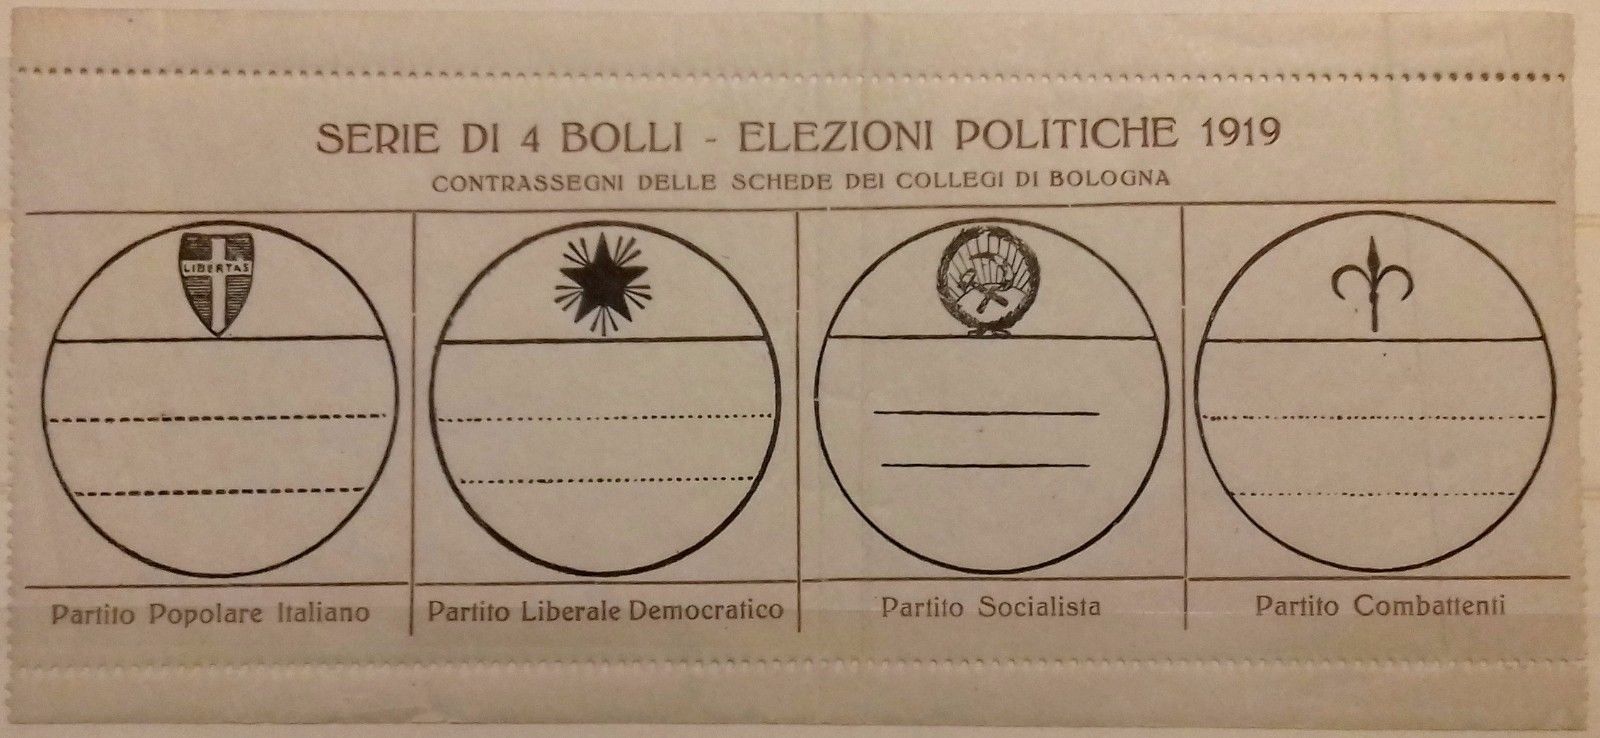 SERIE DI 4 BOLLI - ELEZIONI POLITICHE 1919
CONTRASSEGNI DELLE SCHEDE DEI COLLEGI DI BOLOGNA
LIBERTAS
Partito Popolare Italiano
Partito Liberale Democratico
Partito Socialista
Partito Combattenti